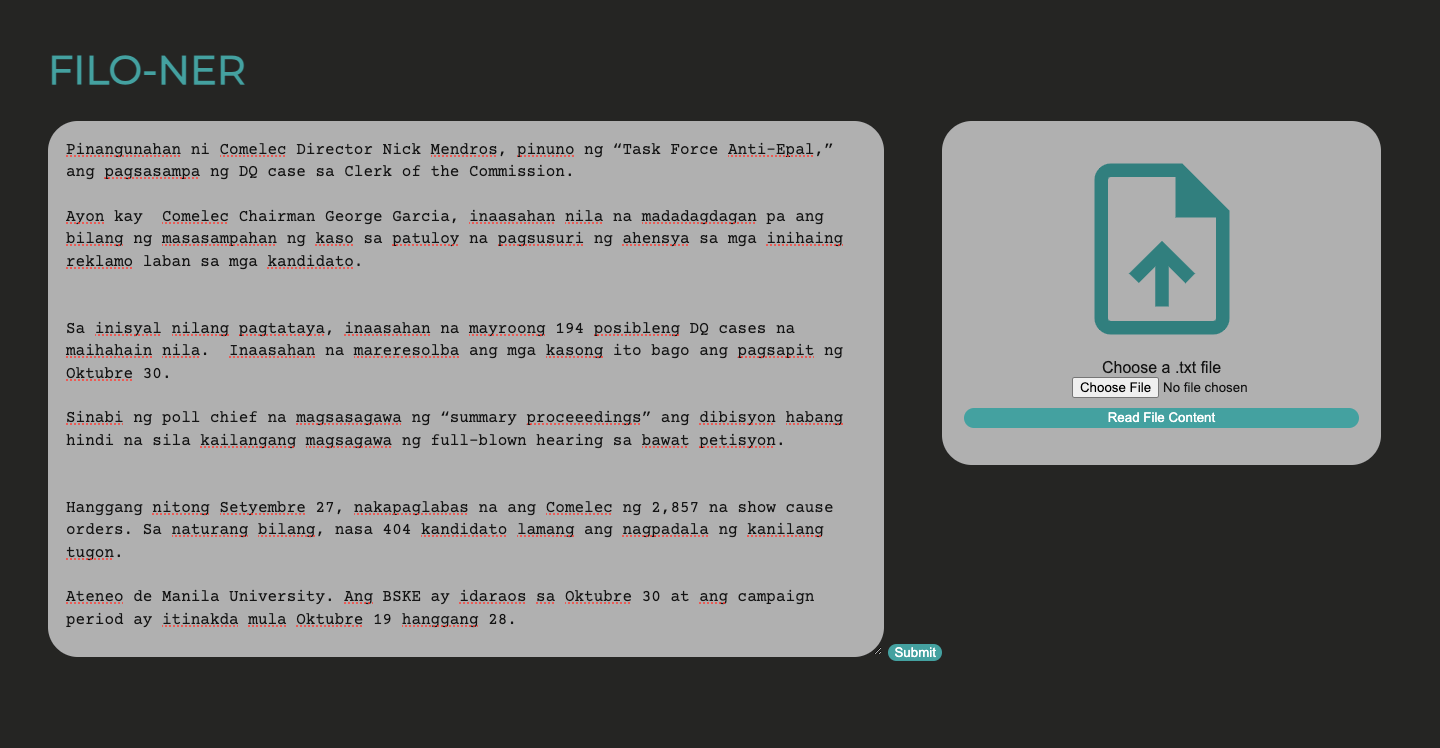 FILO-NER
Pinangunahan ni Comelec Director Nick Mendros, pinuno ng “Task Force Anti-Epal,”
ang pagsasampa ng DQ case sa Clerk of the Commission.
Ayon kay  Comelec Chairman George Garcia, inaasahan nila na madadagdagan pa ang
bilang ng masasampahan ng kaso sa patuloy na pagsusuri ng ahensya sa mga inihaing
reklamo laban sa mga kandidato.
Sa inisyal nilang pagtataya, inaasahan na mayroong 194 posibleng DQ cases na
maihahain nila.  Inaasahan na mareresolba ang mga kasong ito bago ang pagsapit ng
Oktubre 30.
Sinabi ng poll chief na magsasagawa ng “summary proceeedings” ang dibisyon habang
hindi na sila kailangang magsagawa ng full-blown hearing sa bawat petisyon.
Hanggang nitong Setyembre 27, nakapaglabas na ang Comelec ng 2,857 na show cause
orders. Sa naturang bilang, nasa 404 kandidato lamang ang nagpadala ng kanilang
tugon.
Ateneo de Manila University. Ang BSKE ay idaraos sa Oktubre 30 at ang campaign
period ay itinakda mula Oktubre 19 hanggang 28.
Submit
Choose a .txt file
Choose File No file chosen
Read File Content